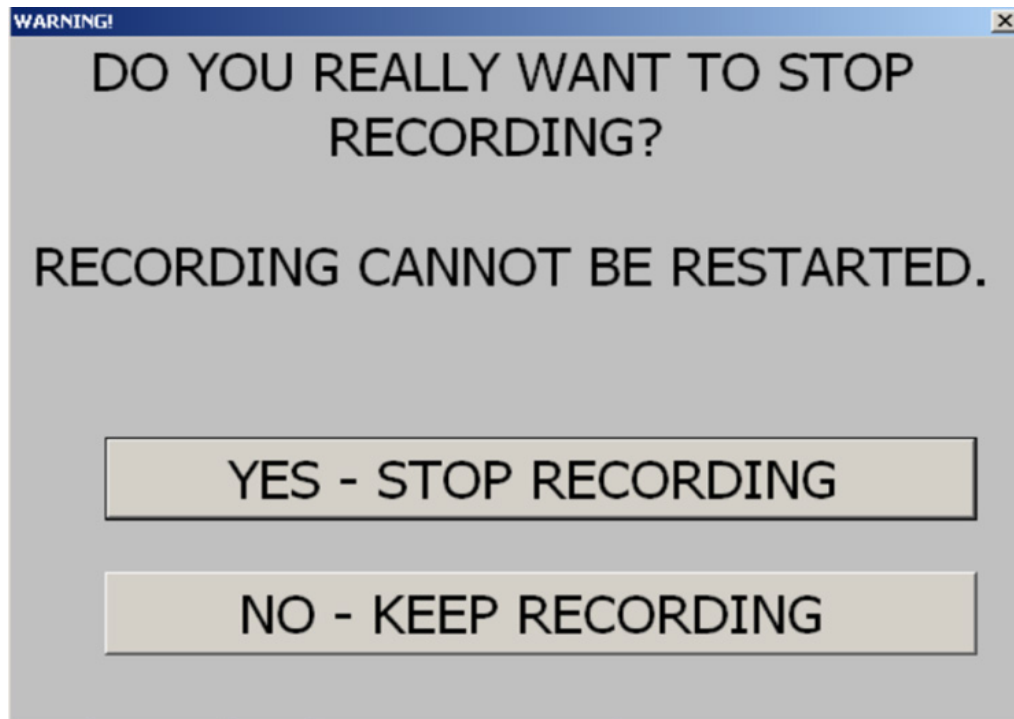 WARNING!
DO YOU REALLY WANT TO STOP
RECORDING?
RECORDING CANNOT BE RESTARTED.
YES - STOP RECORDING
NO - KEEP RECORDING